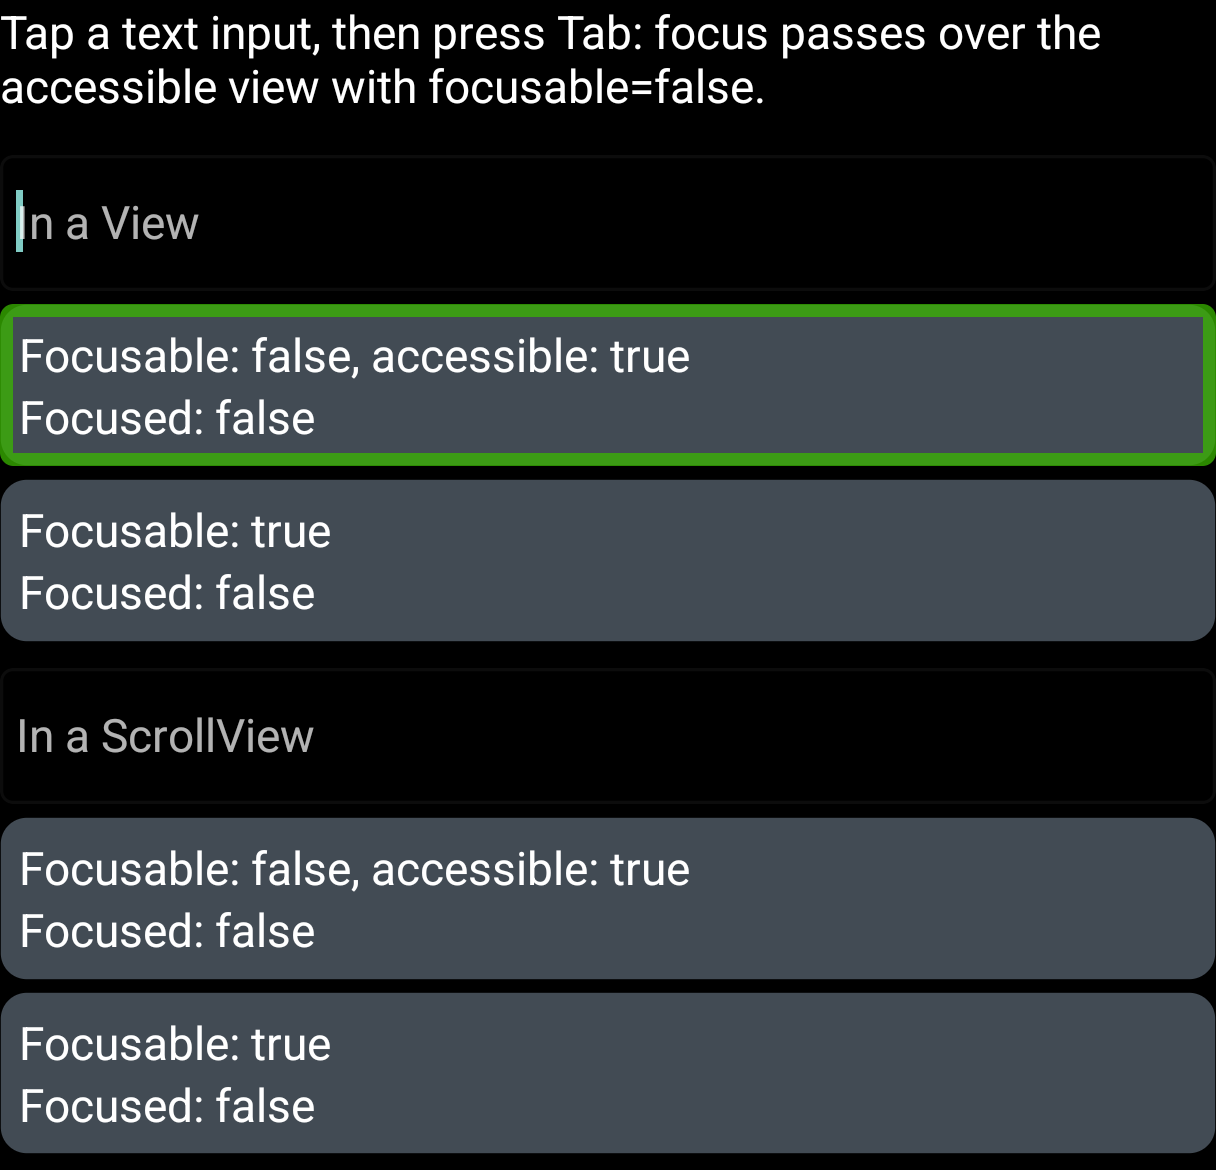 Tap a text input, then press Tab: focus passes over the
accessible view with focusable=false.
In a View
Focusable: false, accessible: true
Focused: false
Focusable: true
Focused: false
In a ScrollView
Focusable: false, accessible: true
Focused: false
Focusable: true
Focused: false